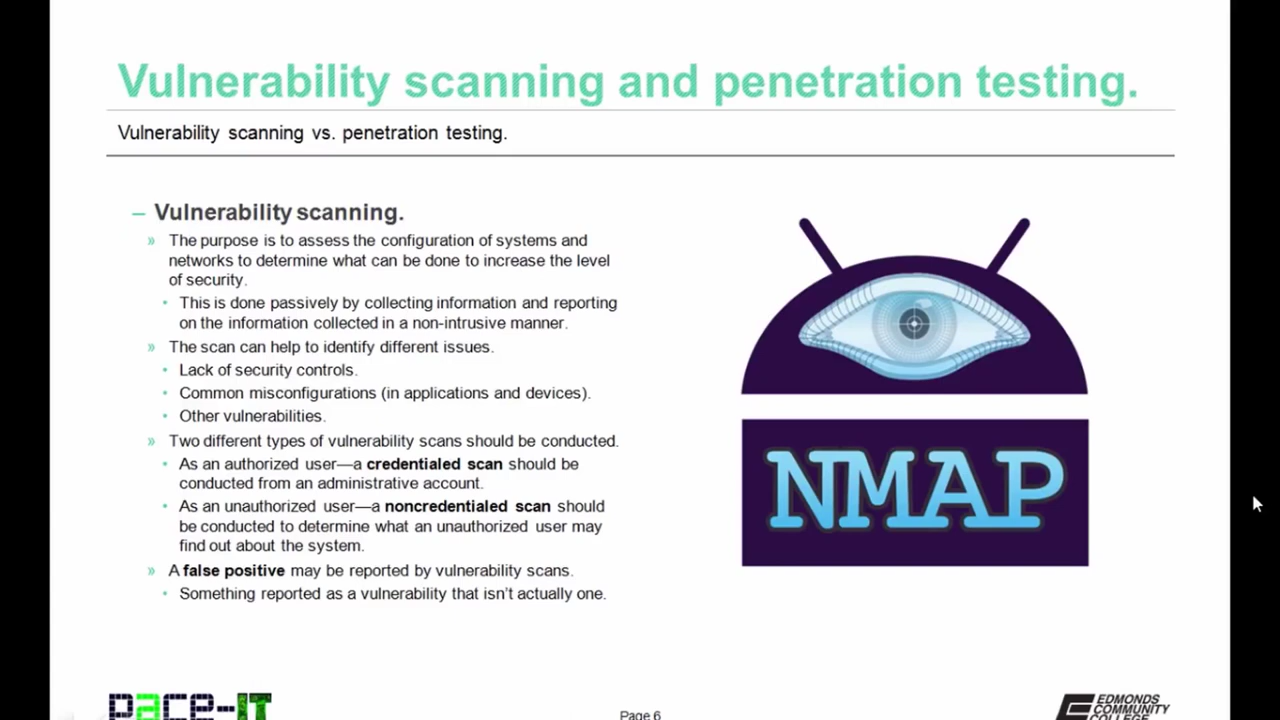 Vulnerability scanning and penetration testing.
Vulnerability scanning vs. penetration testing.
– Vulnerability scanning.
» The purpose is to assess the configuration of systems and
networks to determine what can be done to increase the level
of security.
• This is done passively by collecting information and reporting
on the information collected in a non-intrusive manner.
» The scan can help to identify different issues.
• Lack of security controls.
• Common misconfigurations (in applications and devices).
• Other vulnerabilities.
» Two different types of vulnerability scans should be conducted.
• As an authorized user—a credentialed scan should be
conducted from an administrative account.
• As an unauthorized user—a noncredentialed scan should
be conducted to determine what an unauthorized user may
find out about the system.
» A false positive may be reported by vulnerability scans.
• Something reported as a vulnerability that isn't actually one.
NMAP
pace-IT
Page 6
EDMONDS
COMMUNITY
COLLEGE